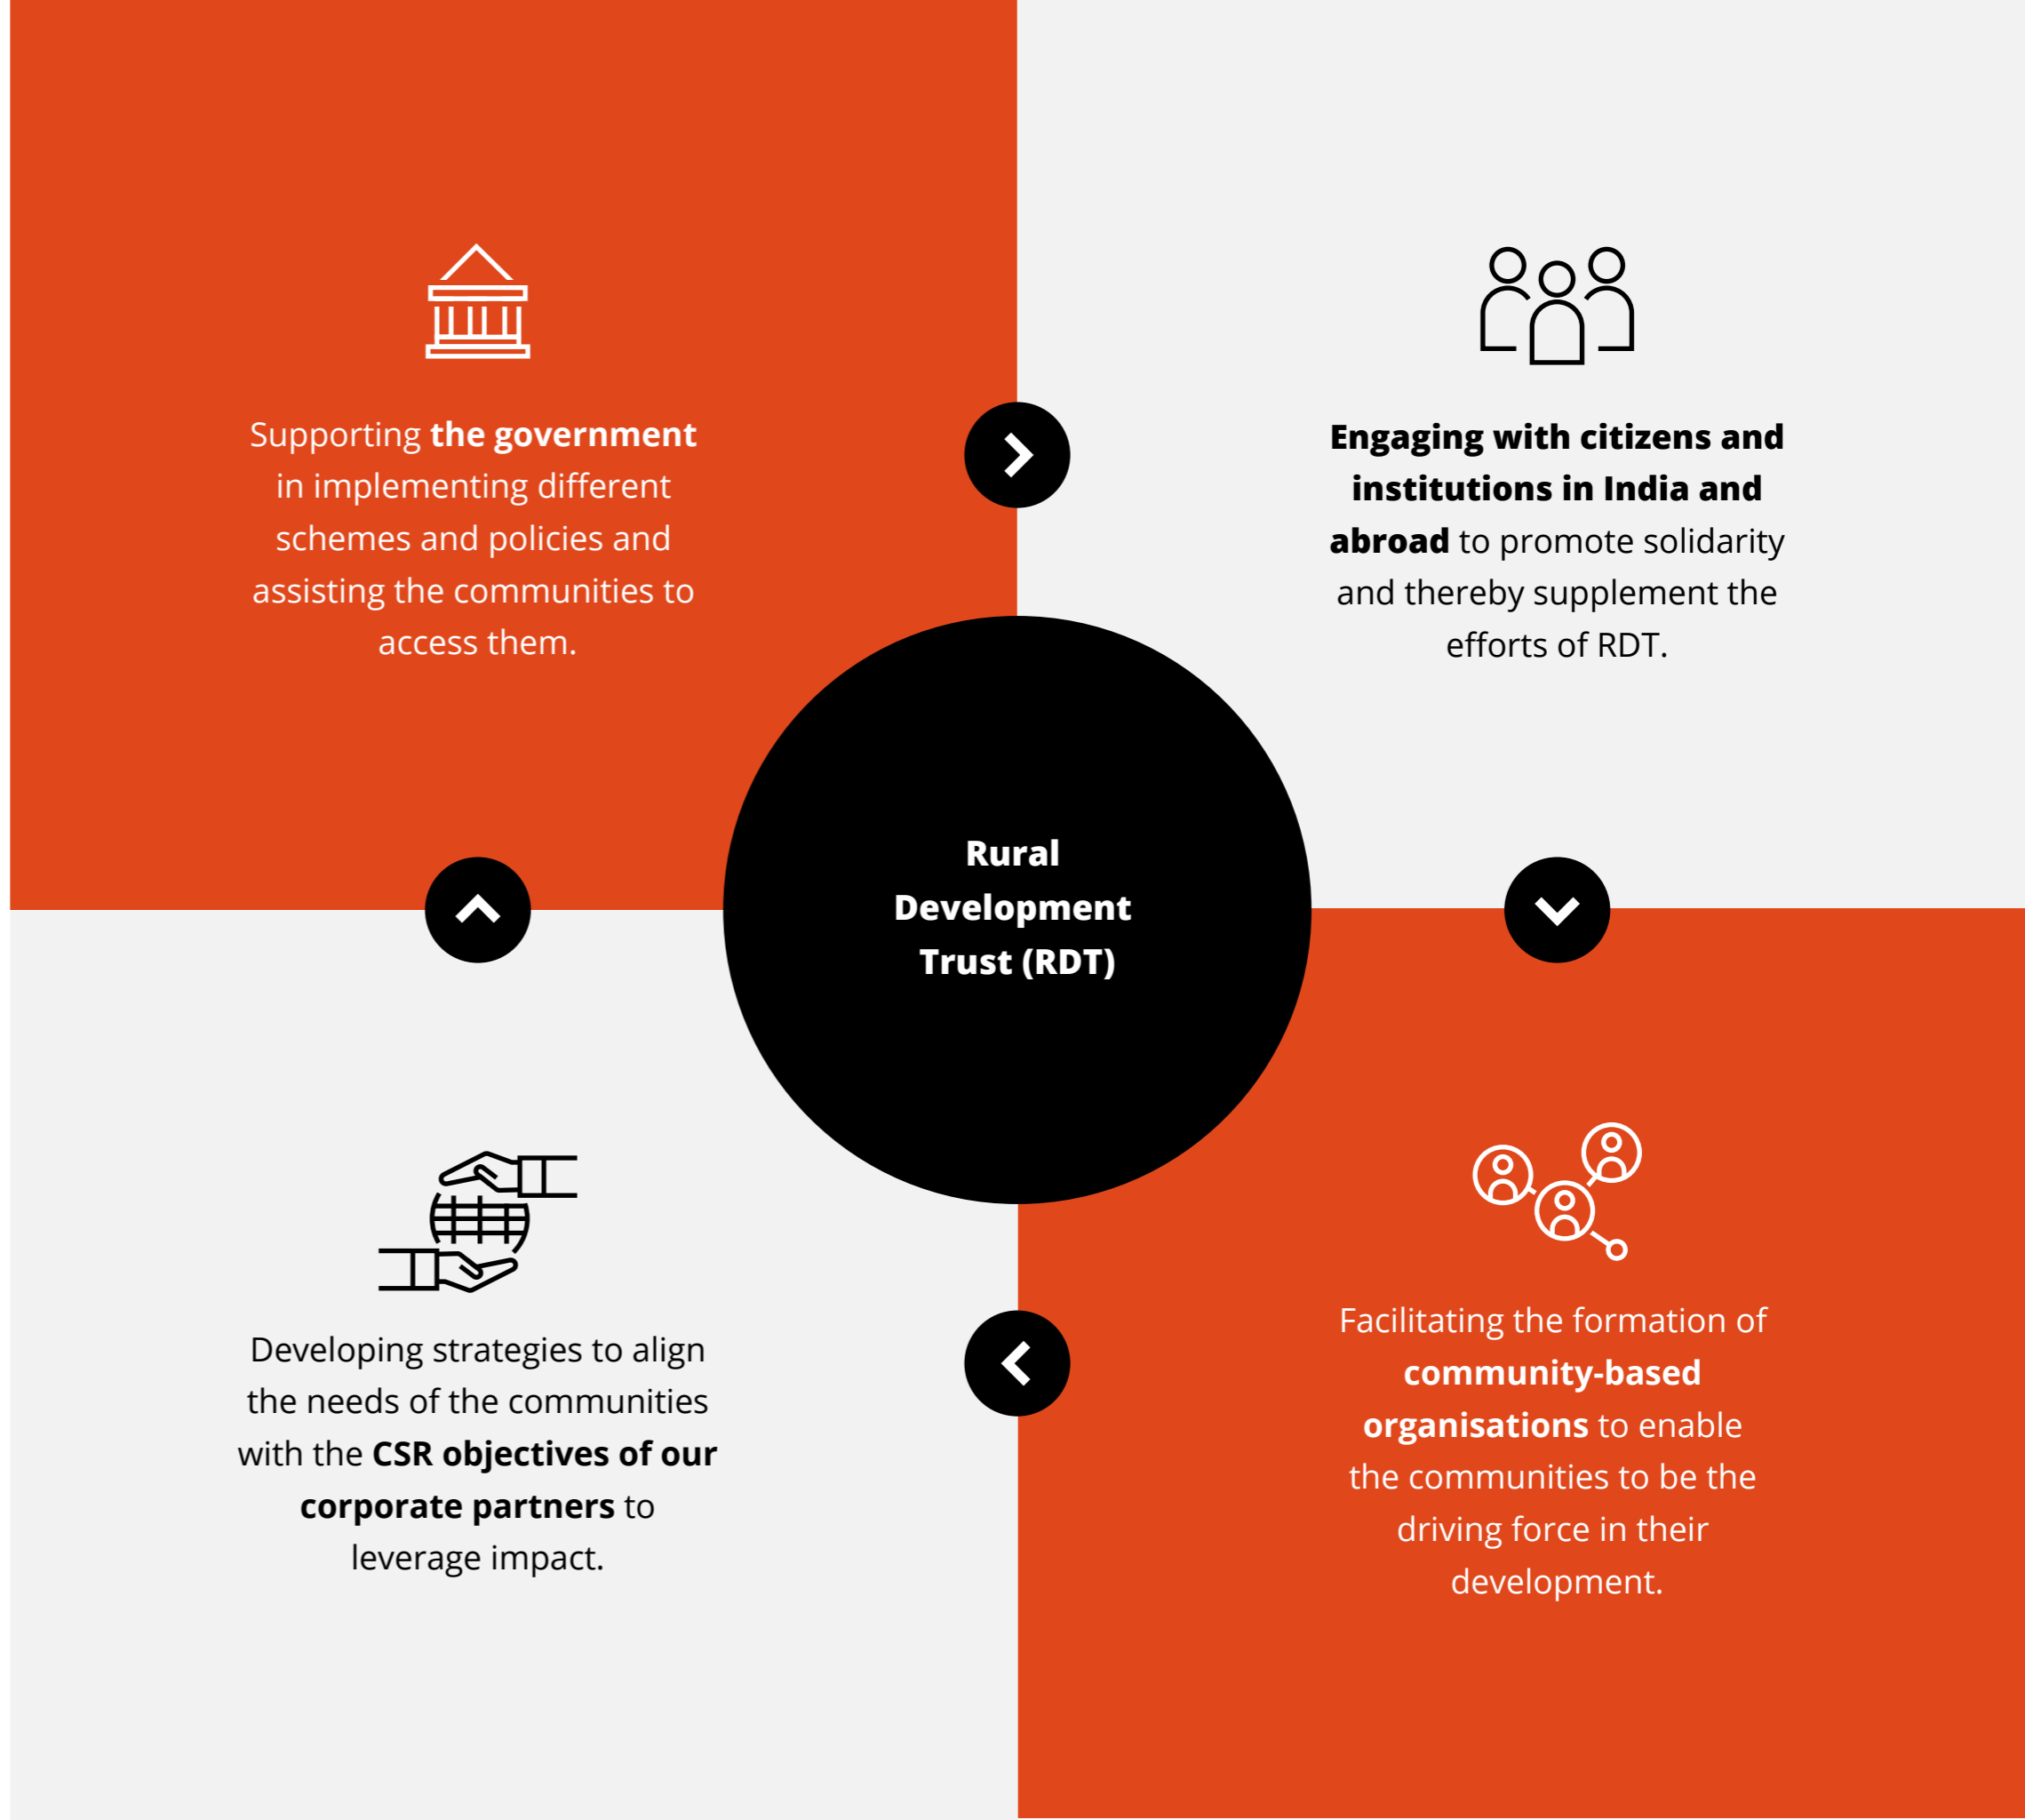 Supporting the government
in implementing different
schemes and policies and
assisting the communities to
access them.
Engaging with citizens and
institutions in India and
abroad to promote solidarity
and thereby supplement the
efforts of RDT.
Rural
Development
Trust (RDT)
Developing strategies to align
the needs of the communities
with the CSR objectives of our
corporate partners to
leverage impact.
Facilitating the formation of
community-based
organisations to enable
the communities to be the
driving force in their
development.